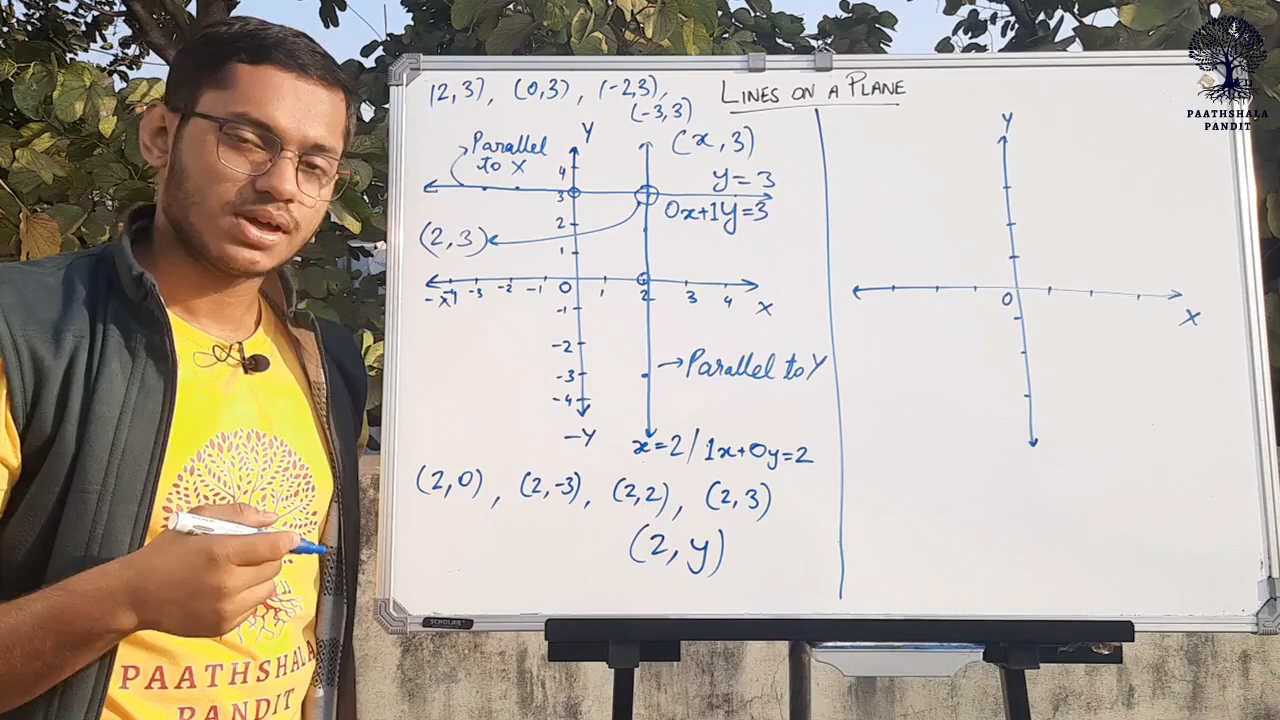 LINES ON A PLANE
(2,3), (0,3), (-2,3),
(-3,3)
Parallel
to X
Y
(x,3)
y=3
0x+1y=3
(2,3)
4
3
2
1
-X
-4 -3 -2 -1 0 1 2 3 4
X
-1
-2
-3
-4
-Y
Parallel to Y
x=2/1x+0y=2
(2,0), (2,-3), (2,2), (2,3)
(2,y)
Y
0
X
SCHOLAR
PAATHSHALA
PANDIT
PAATHSHALA
PANDIT